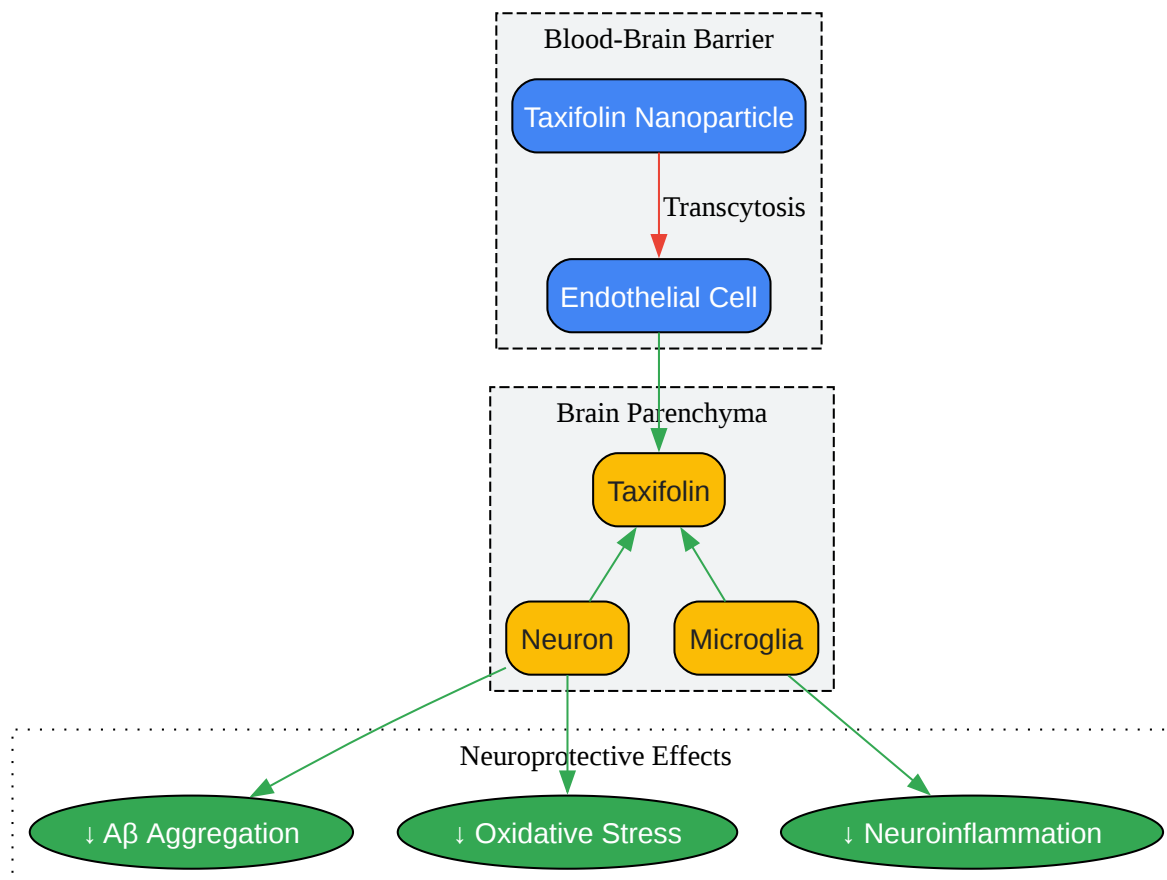 Blood-Brain Barrier
Taxifolin Nanoparticle
Transcytosis
Endothelial Cell
Brain Parenchyma
Taxifolin
Neuron
Microglia
Neuroprotective Effects
↓ Aβ Aggregation
↓ Oxidative Stress
↓ Neuroinflammation